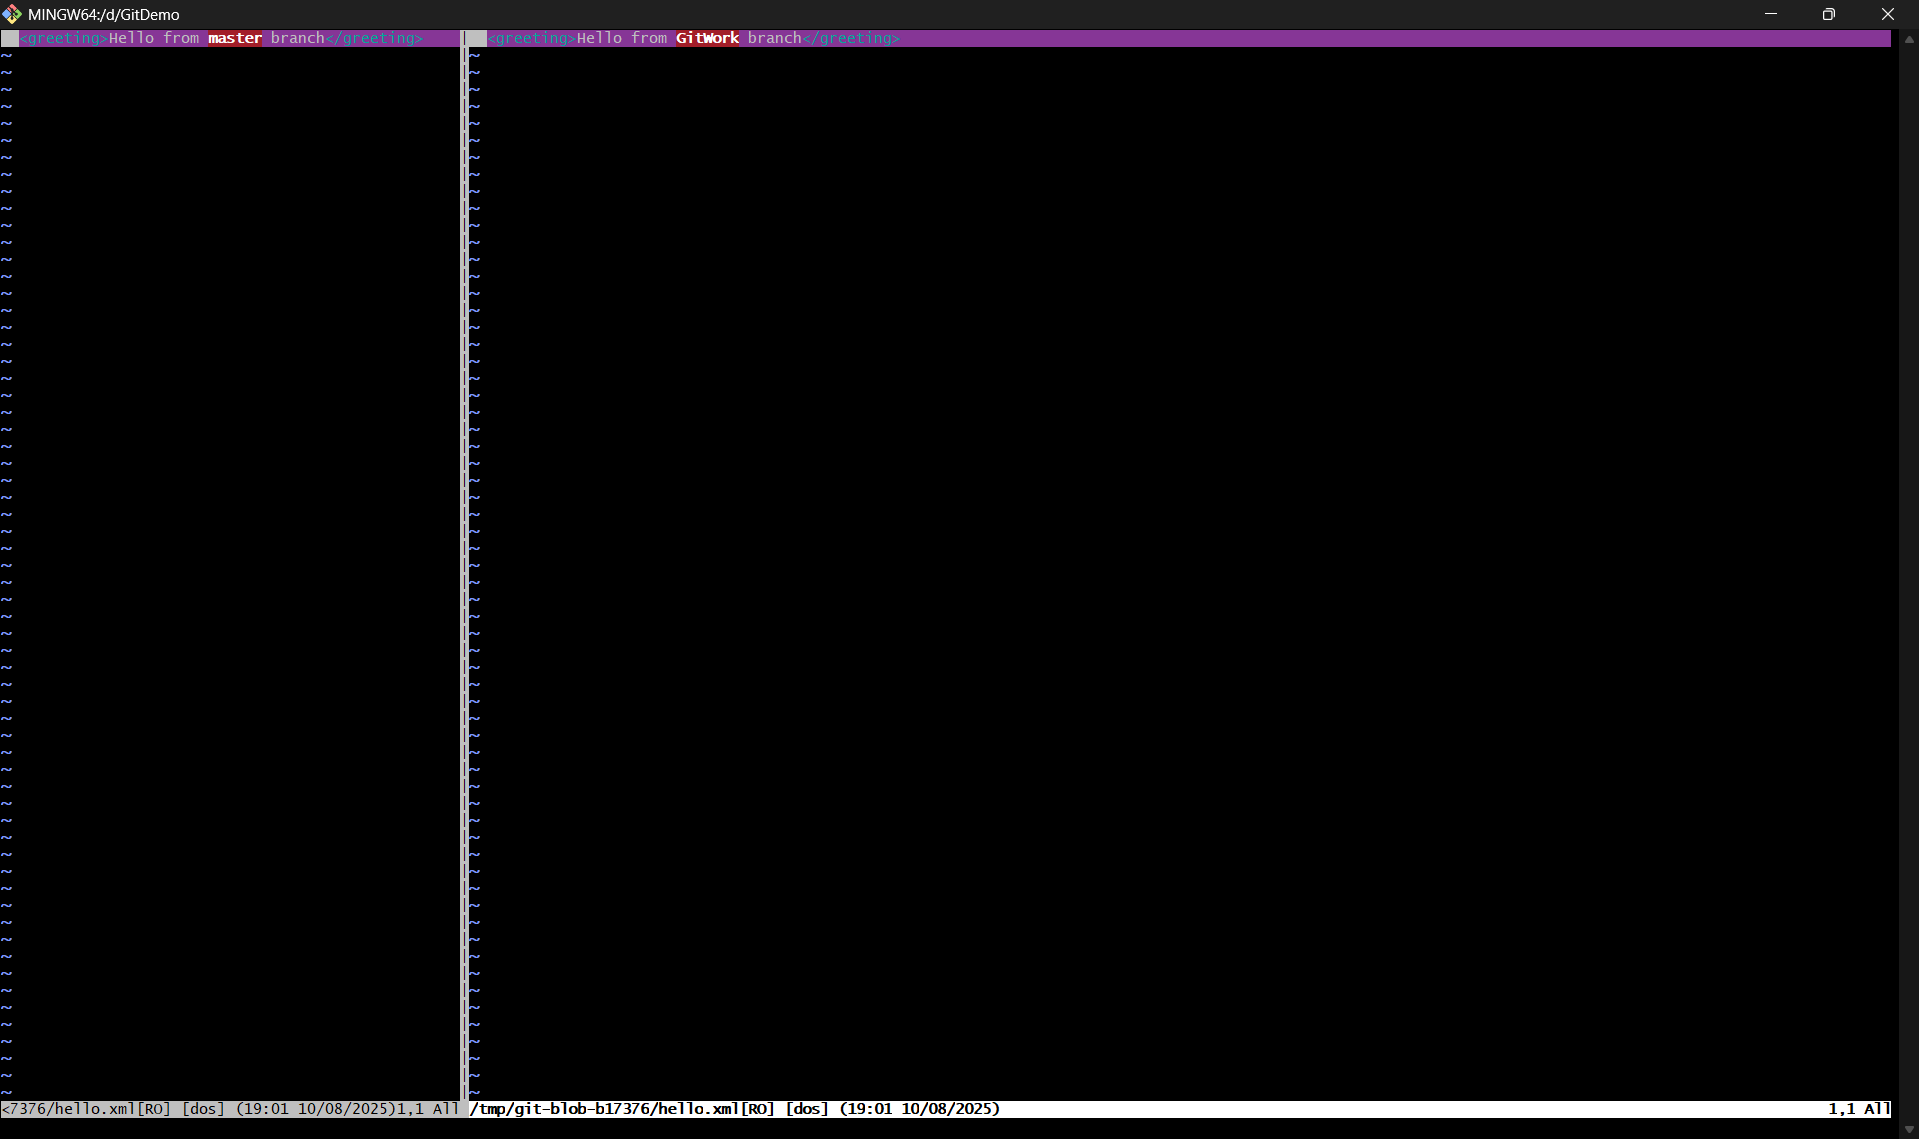 MINGW64:/d/GitDemo
<greeting>Hello from master branch</greeting>
<greeting>Hello from GitWork branch</greeting>
<7376/hello.xml[RO] [dos] (19:01 10/08/2025)1,1 All
/tmp/git-blob-b17376/hello.xml[RO] [dos] (19:01 10/08/2025) 1,1 All